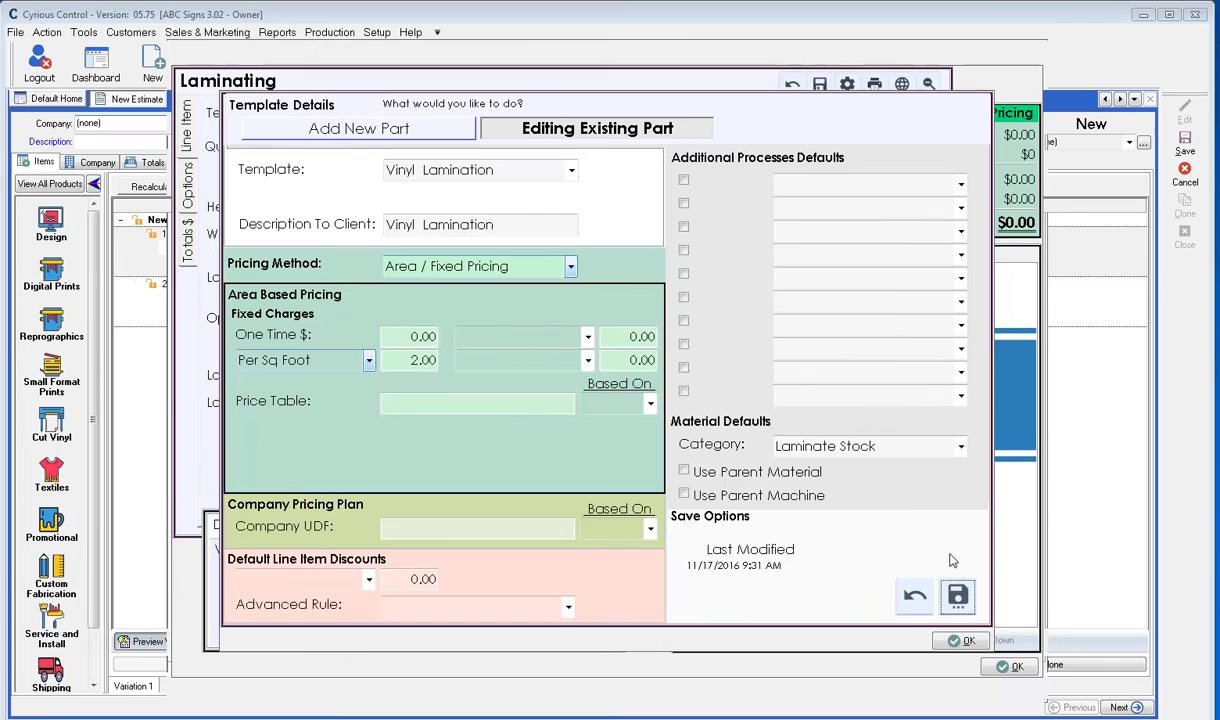 Cyrious Control - Version: 05.75 [ABC Signs 3.02 - Owner]
File Action Tools Customers Sales & Marketing Reports Production Setup Help
Logout Dashboard New
Default Home New Estimate
Company: (none)
Description:
Items Company Totals
View All Products
Recalcula
New
1
2
Design
Digital Prints
Reprographics
Small Format
Prints
Cut Vinyl
Textiles
Promotional
Custom
Fabrication
Service and
Install
Shipping
Preview
Variation 1
Laminating
Line Item
Options
Totals $
Template Details What would you like to do?
Add New Part Editing Existing Part
Template: Vinyl Lamination
Description To Client: Vinyl Lamination
Pricing Method: Area / Fixed Pricing
Area Based Pricing
Fixed Charges
One Time $: 0.00 0.00
Per Sq Foot 2.00 0.00
Based On
Price Table:
Company Pricing Plan Based On
Company UDF:
Default Line Item Discounts
0.00
Advanced Rule:
Additional Processes Defaults
Material Defaults
Category: Laminate Stock
Use Parent Material
Use Parent Machine
Save Options
Last Modified
11/17/2016 9:31 AM
OK
OK
Pricing
$0.00
$0
$0.00
$0.00
$0.00
New
Edit
Save
Cancel
Clone
Close
Previous Next